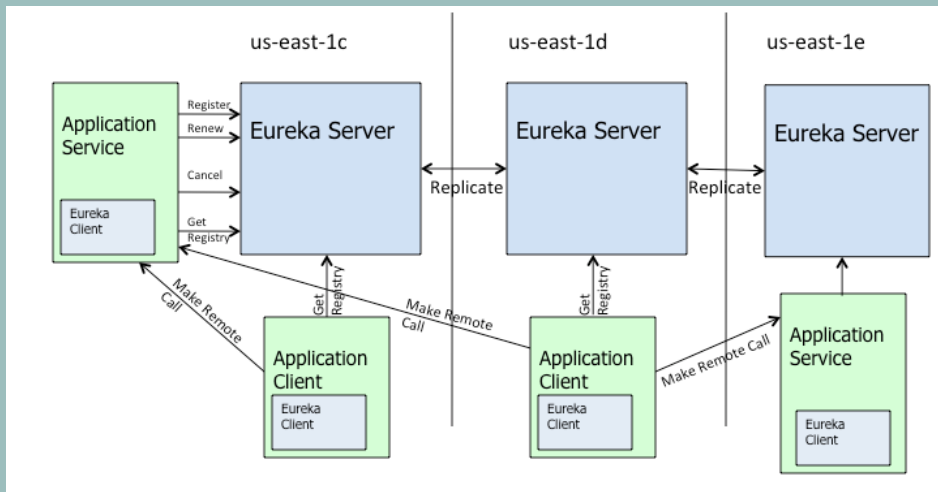 us-east-1c
us-east-1d
us-east-1e
Application
Service
Eureka
Client
Register
Renew
Cancel
Get
Registry
Eureka Server
Replicate
Eureka Server
Replicate
Eureka Server
Make Remote
Call
Get
Registry
Make Remote
Call
Get
Registry
Make Remote Call
Application
Client
Eureka
Client
Application
Client
Eureka
Client
Application
Service
Eureka
Client